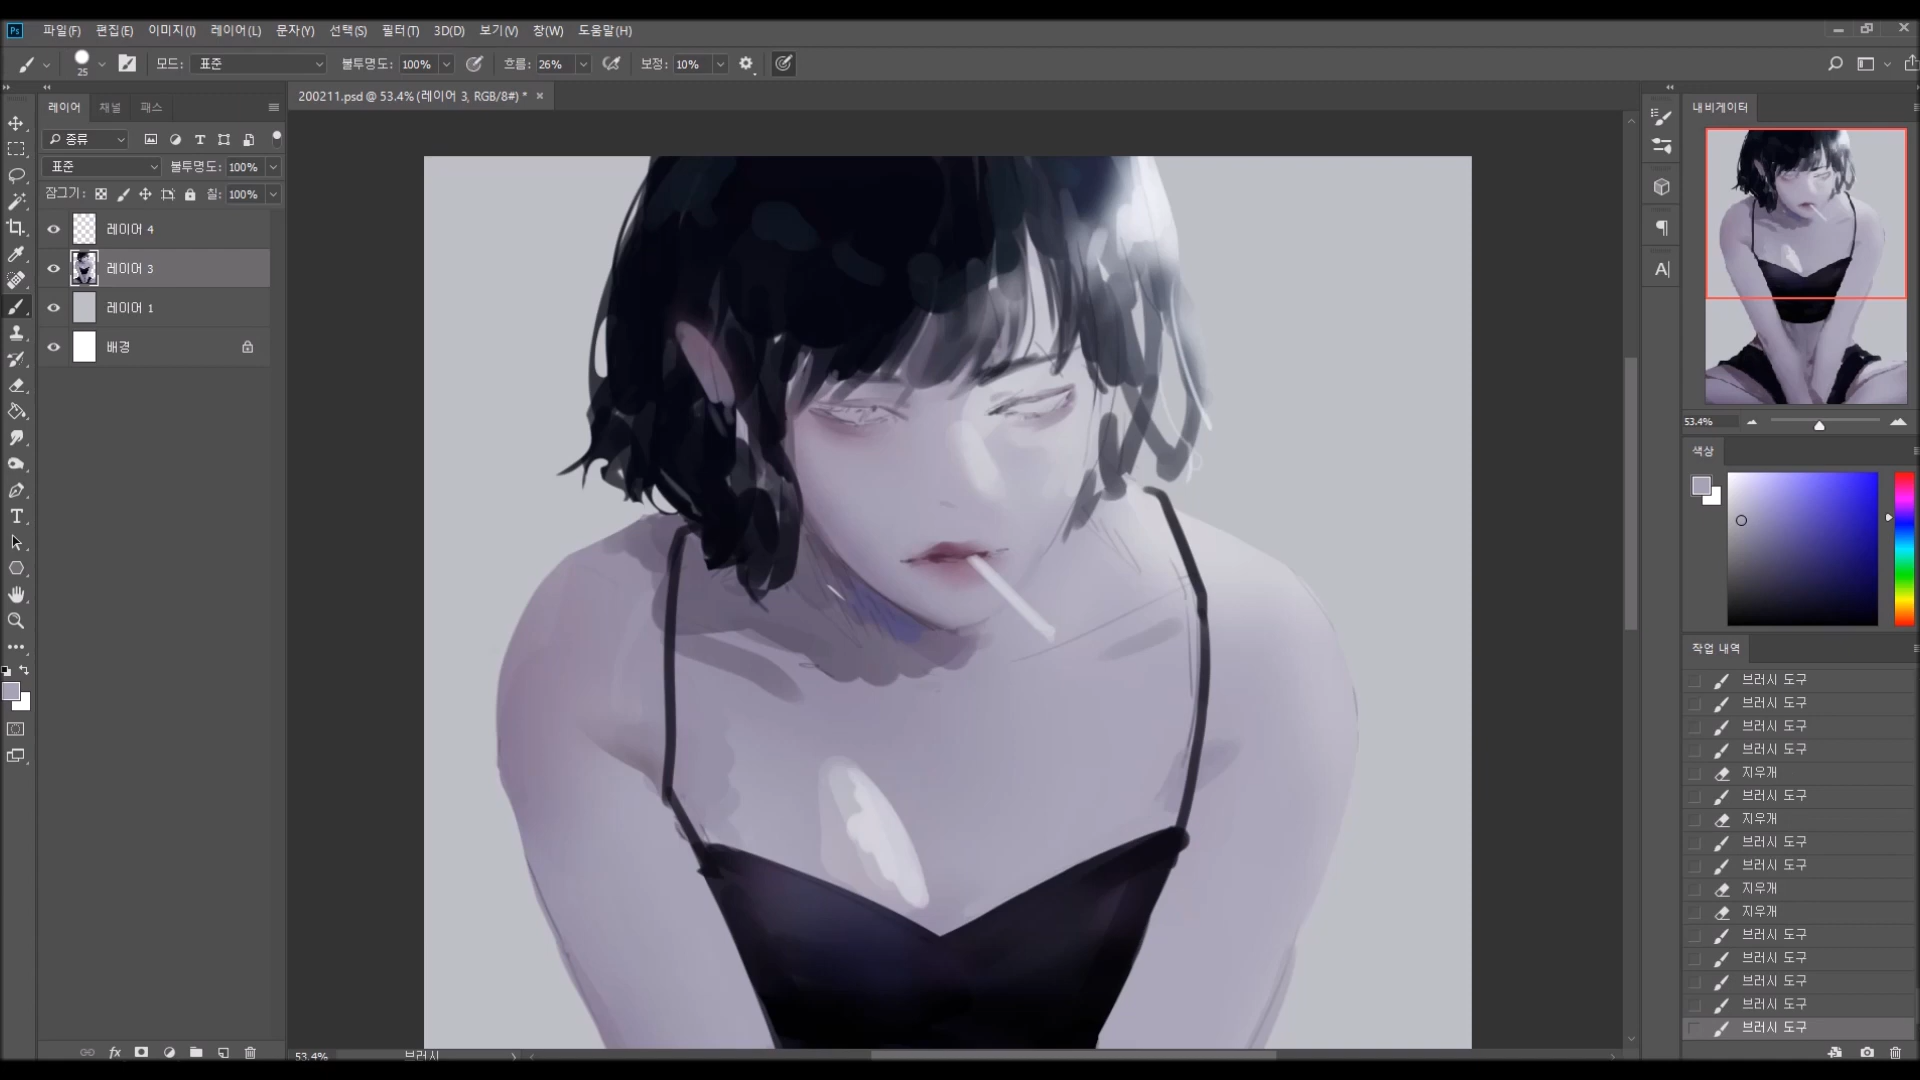 Ps 파일(F) 편집(E) 이미지(I) 레이어(L) 문자(Y) 선택(S) 필터(T) 3D(D) 보기(V) 창(W) 도움말(H)
25 모드: 표준 불투명도: 100% 흐름: 26% 보정: 10%
200211.psd @ 53.4% (레이어 3, RGB/8#) * ×
레이어 채널 패스
종류
표준 불투명도: 100%
잠그기: 칠: 100%
레이어 4
레이어 3
레이어 1
배경
fx
53.4% 브러시
내비게이터
53.4%
색상
작업 내역
브러시 도구
브러시 도구
브러시 도구
브러시 도구
지우개
브러시 도구
지우개
브러시 도구
브러시 도구
지우개
지우개
브러시 도구
브러시 도구
브러시 도구
브러시 도구
브러시 도구